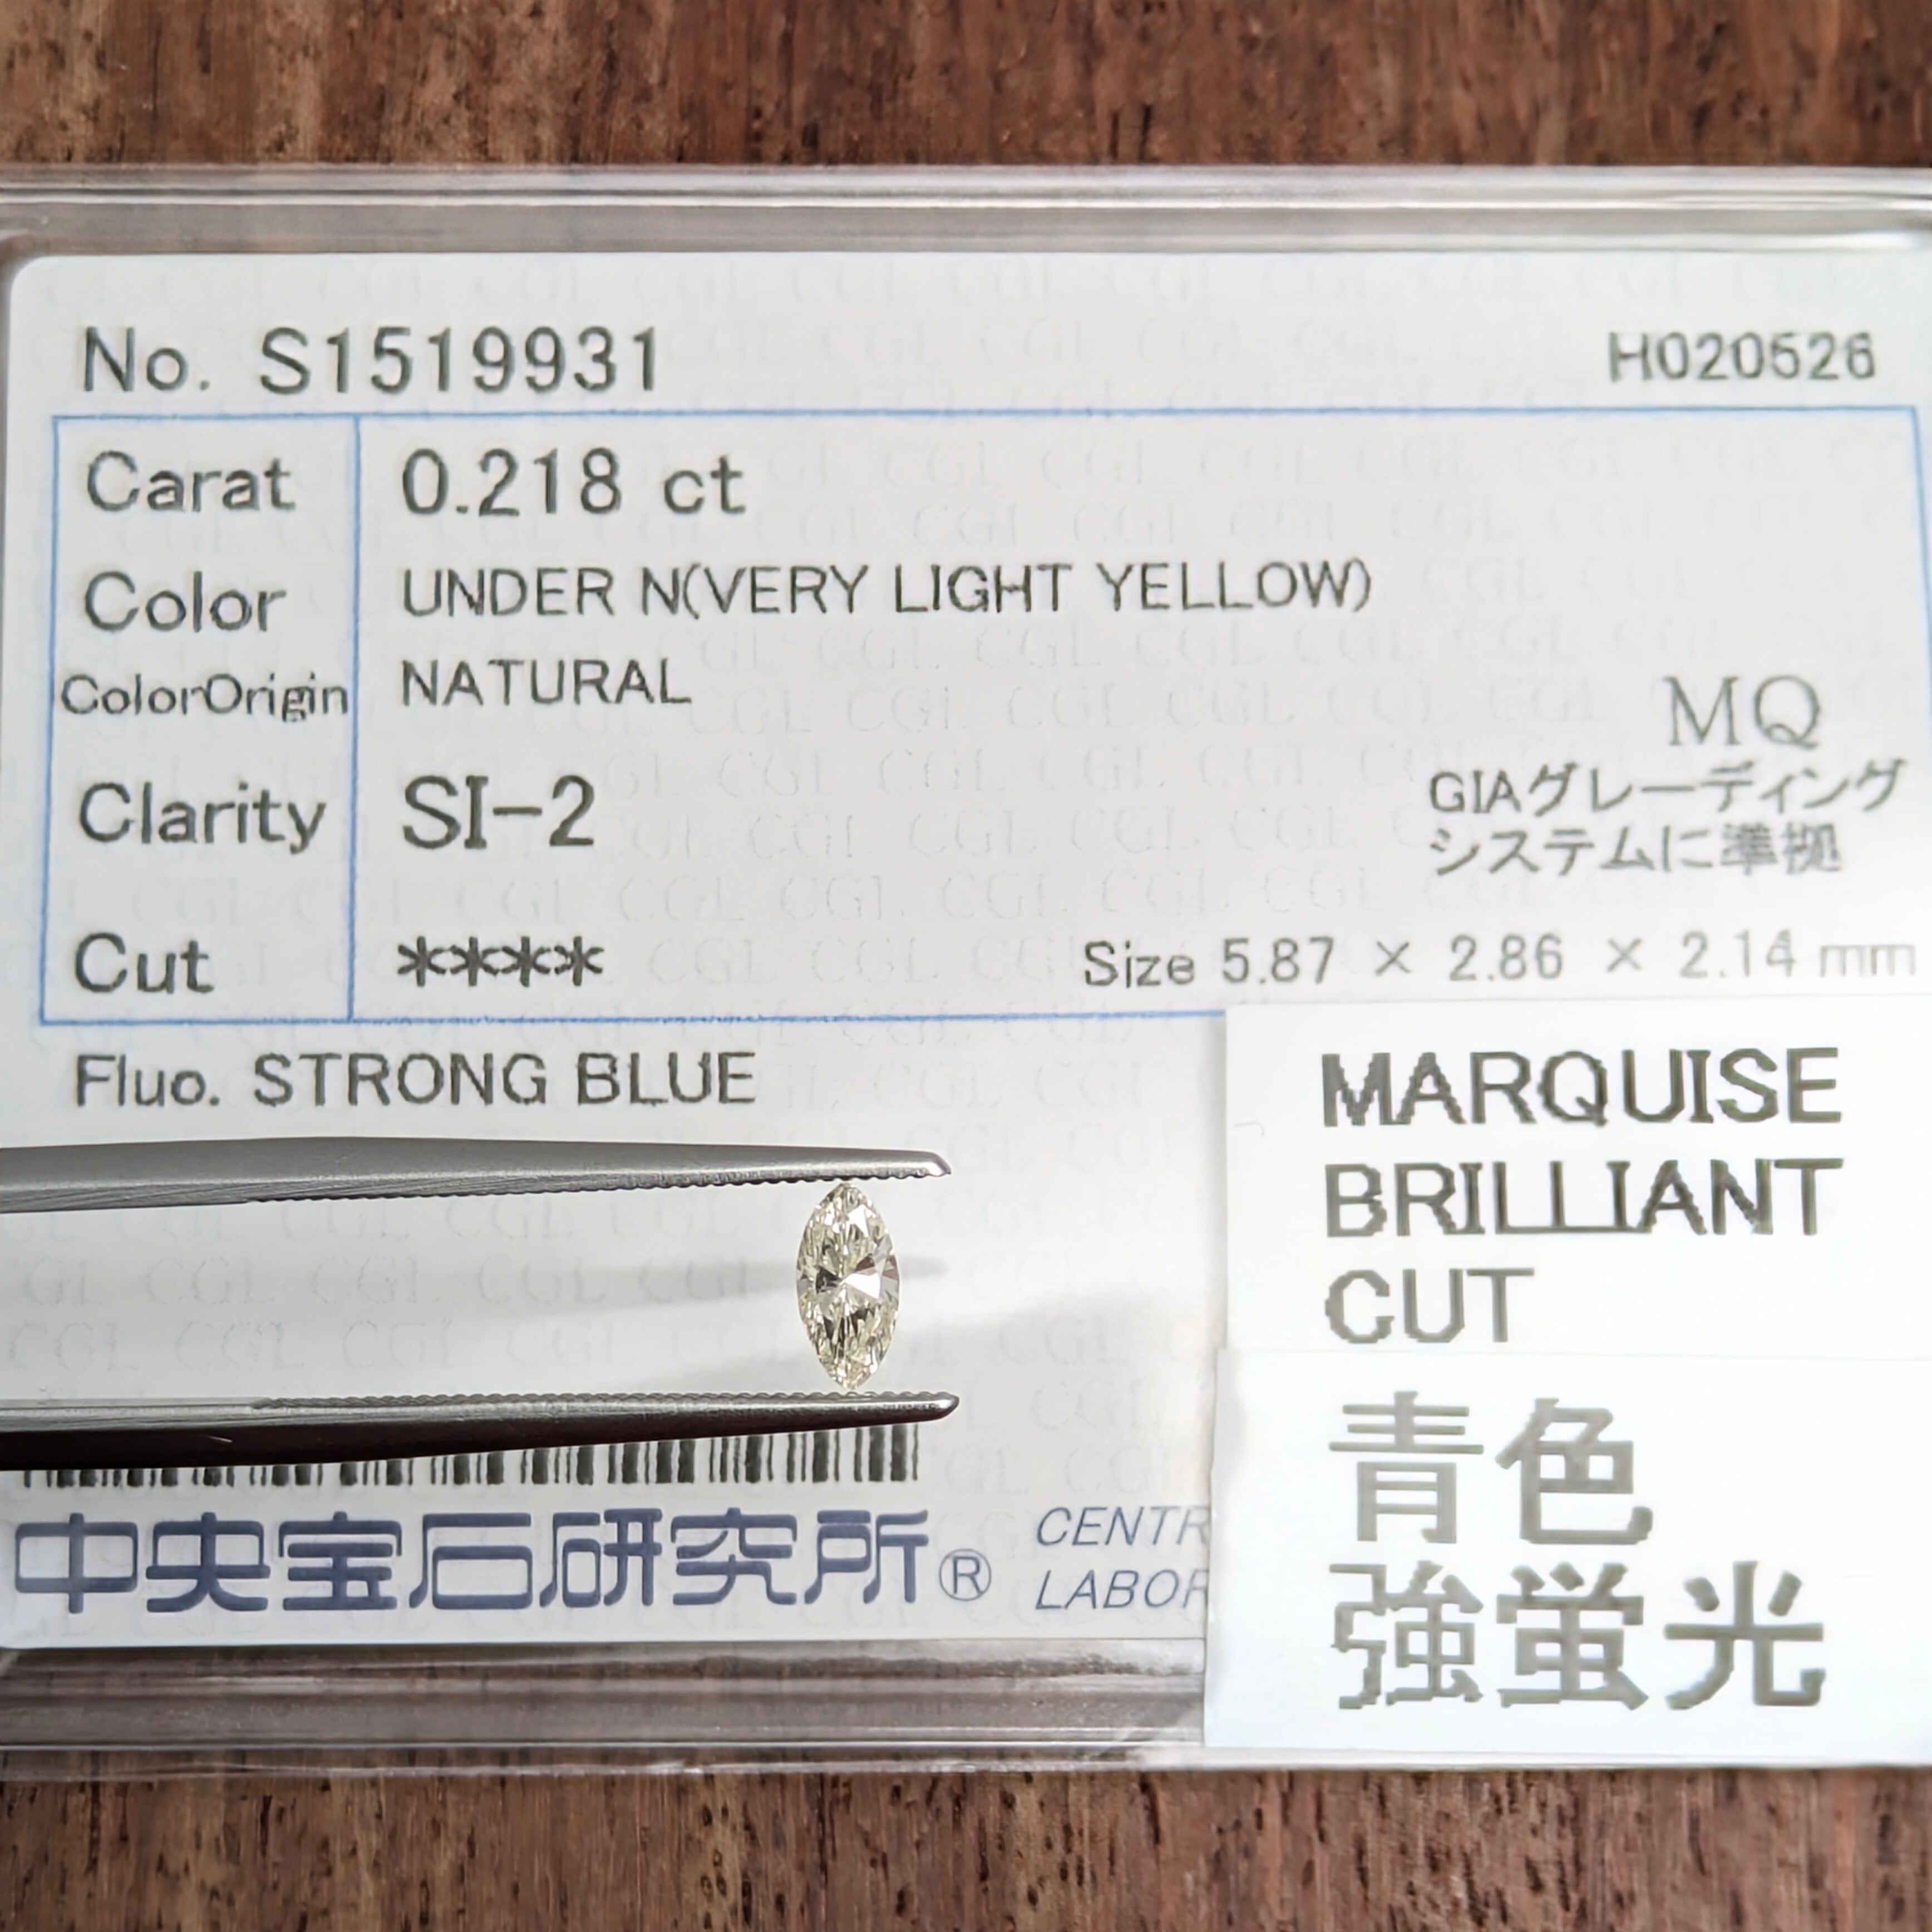 No. S1519931 H020526
Carat 0.218 ct
Color UNDER N(VERY LIGHT YELLOW)
ColorOrigin NATURAL
MQ
Clarity SI-2
GIAグレーディング
システムに準拠
Cut **** Size 5.87 × 2.86 × 2.14 mm
Fluo. STRONG BLUE
MARQUISE
BRILLIANT
CUT
青色
強蛍光
中央宝石研究所®
CENTR
LABOR